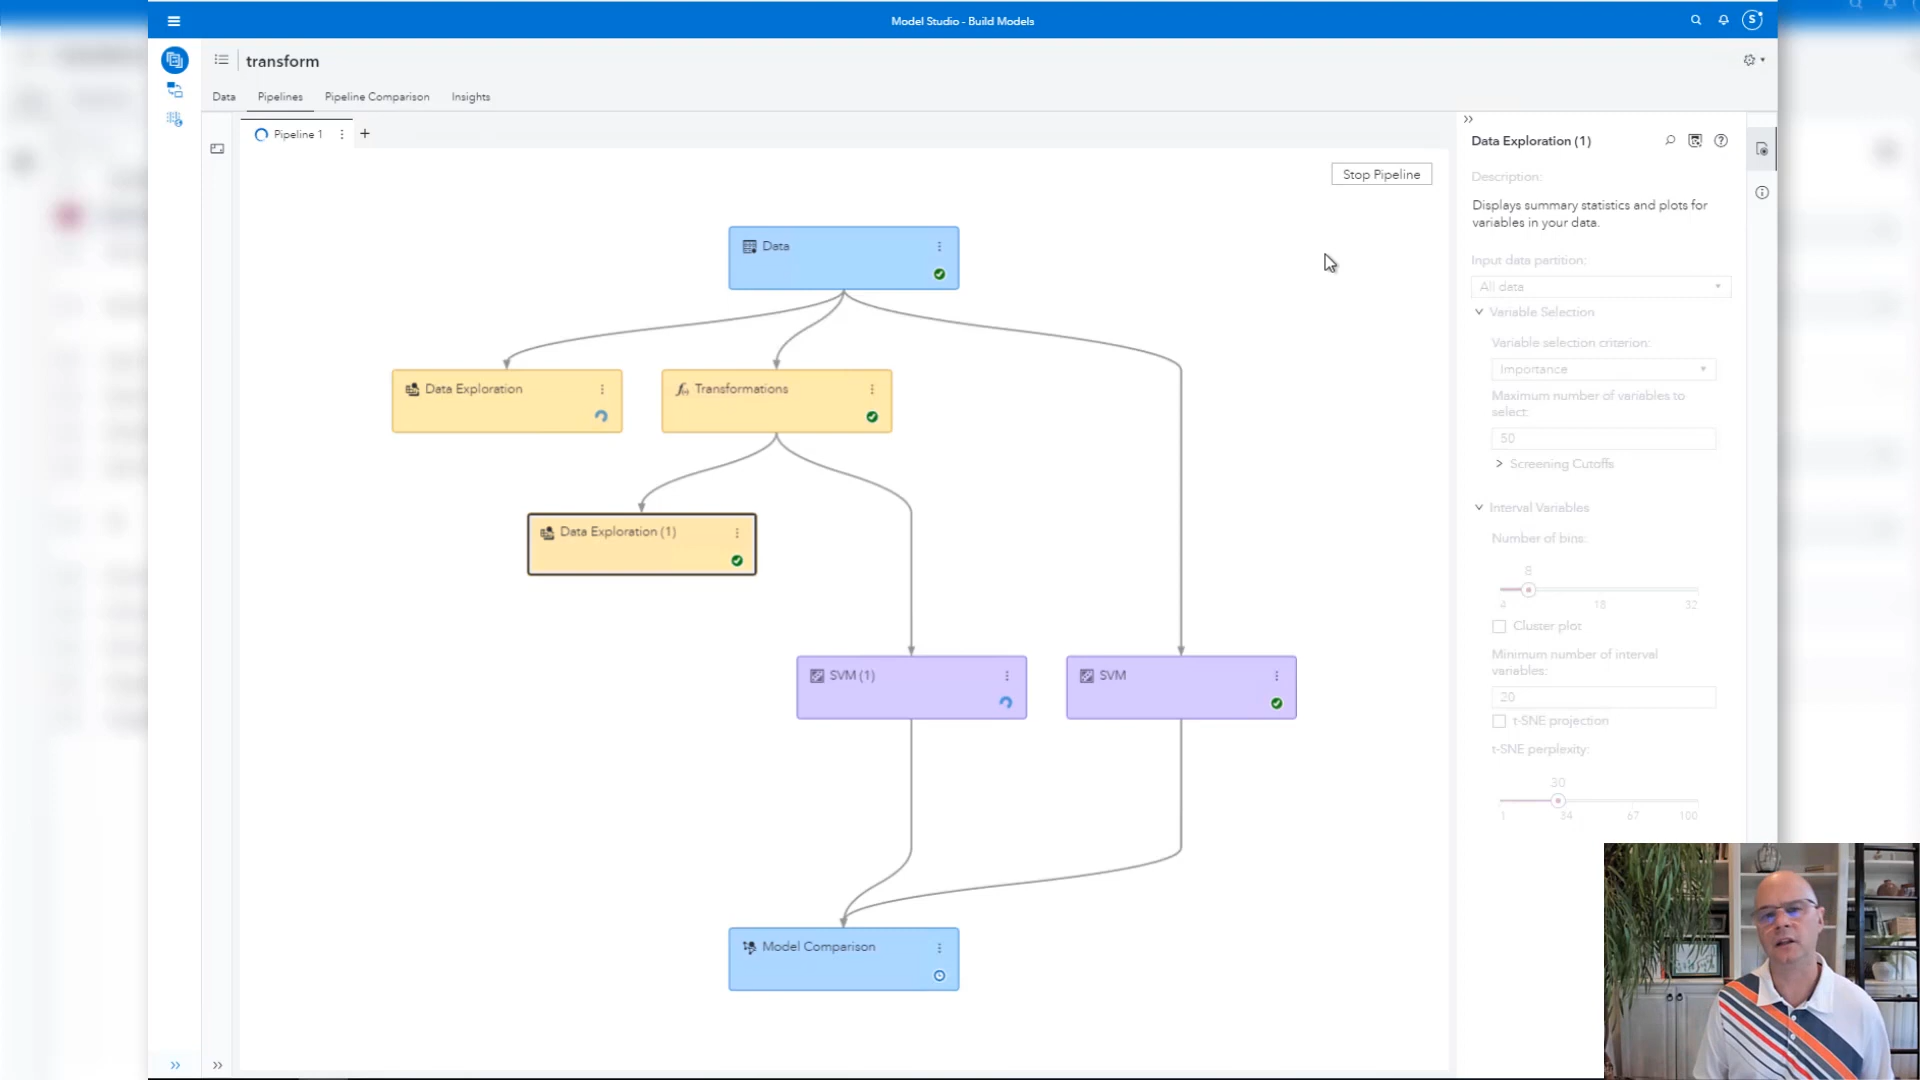 Model Studio - Build Models
S
transform
Data
Pipelines
Pipeline Comparison
Insights
Pipeline 1
Stop Pipeline
Data
Data Exploration
Transformations
Data Exploration (1)
SVM (1)
SVM
Model Comparison
Data Exploration (1)
Description:
Displays summary statistics and plots for
variables in your data.
Input data partition:
All data
Variable Selection
Variable selection criterion:
Importance
Maximum number of variables to
select:
50
Screening Cutoffs
Interval Variables
Number of bins:
8
4 18 32
Cluster plot
Minimum number of interval
variables:
20
t-SNE projection
t-SNE perplexity:
30
1 34 67 100